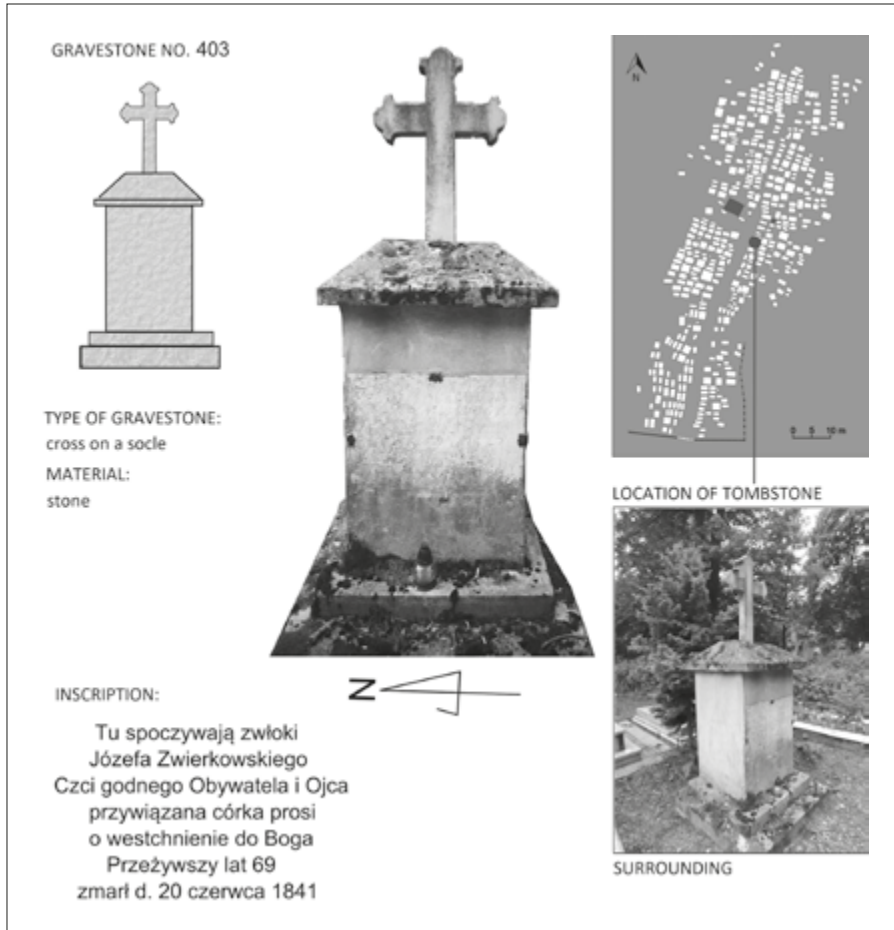 GRAVESTONE NO. 403
N
TYPE OF GRAVESTONE:
cross on a socle
MATERIAL:
stone
0 5 10 m
LOCATION OF TOMBSTONE
N
INSCRIPTION:
Tu spoczywają zwłoki
Józefa Zwierkowskiego
Czci godnego Obywatela i Ojca
przywiązana córka prosi
o westchnienie do Boga
Przeżywszy lat 69
zmarł d. 20 czerwca 1841
SURROUNDING